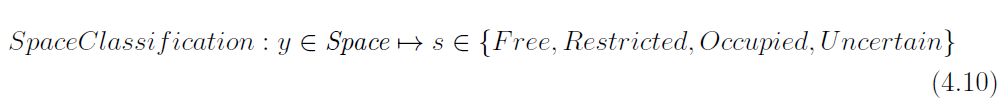 SpaceClassification : y ∈ Space ↦ s ∈ {Free, Restricted, Occupied, Uncertain}
(4.10)